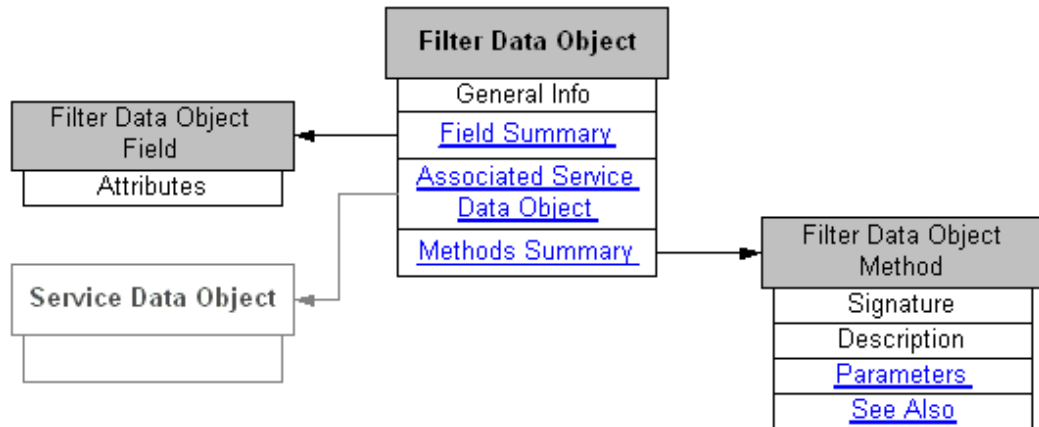 Filter Data Object
General Info
Field Summary
Associated Service
Data Object
Methods Summary
Filter Data Object
Field
Attributes
Service Data Object
Filter Data Object
Method
Signature
Description
Parameters
See Also